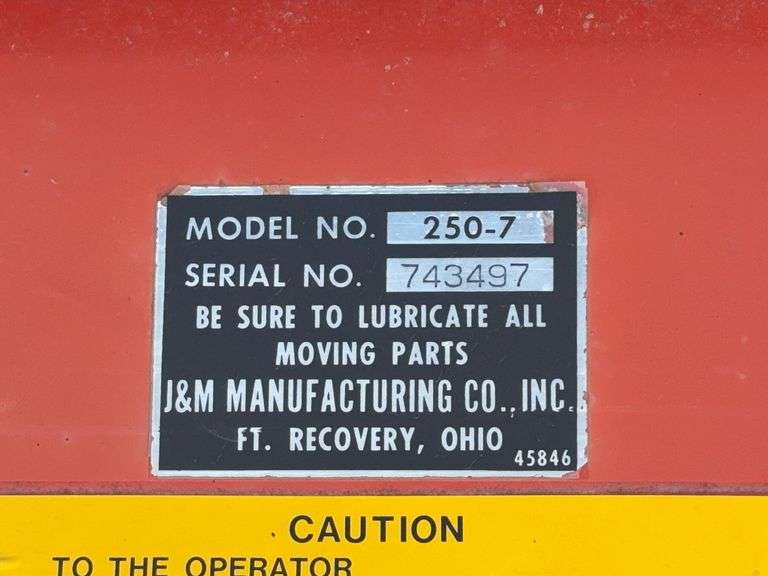 MODEL NO. 250-7
SERIAL NO. 743497
BE SURE TO LUBRICATE ALL
MOVING PARTS
J&M MANUFACTURING CO., INC.
FT. RECOVERY, OHIO
45846
CAUTION
TO THE OPERATOR